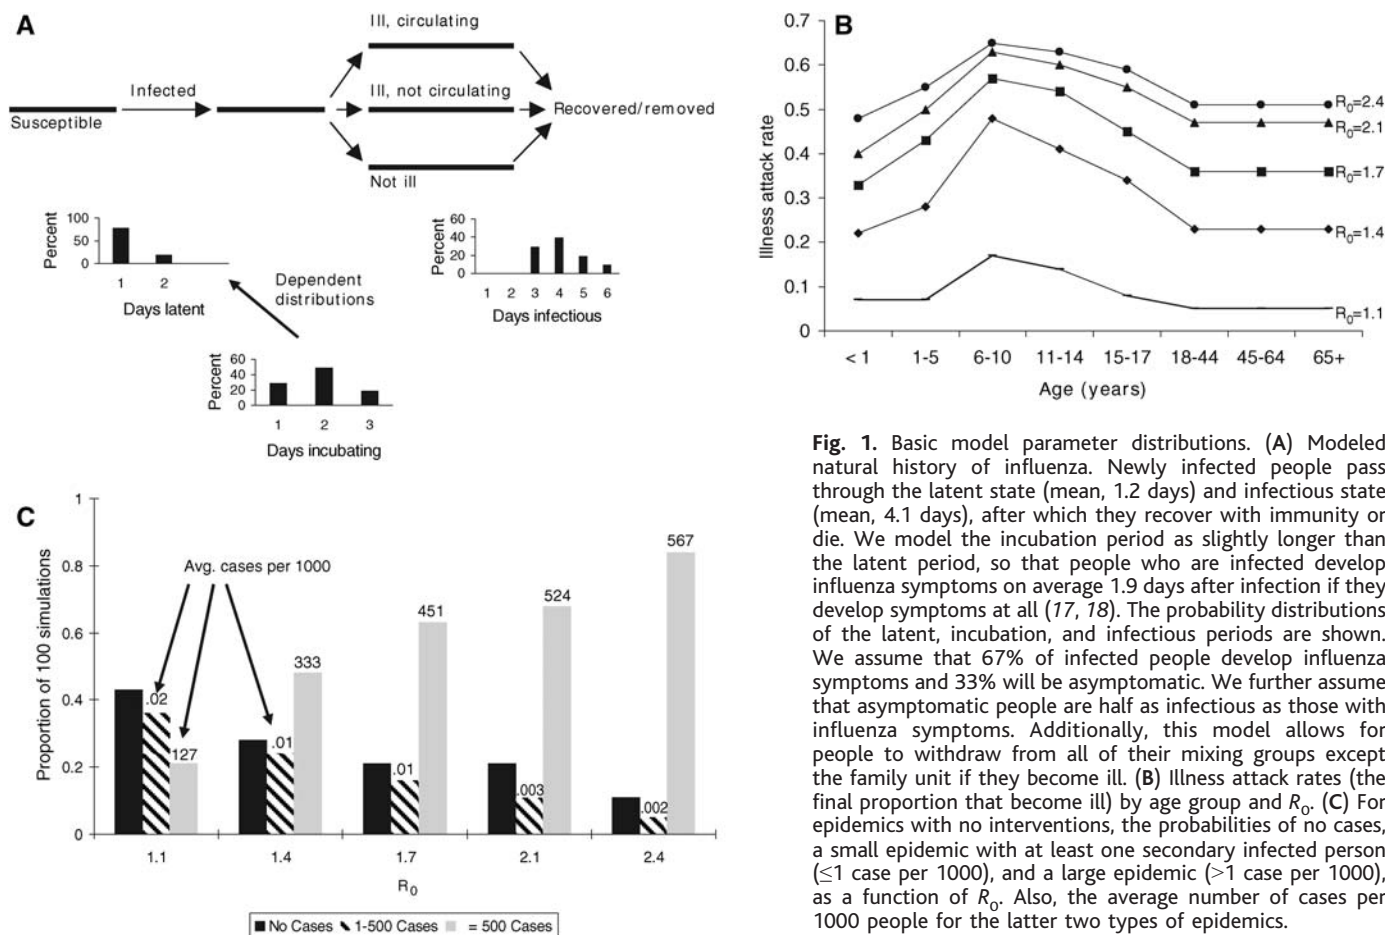 A
Ill, circulating
Infected
Ill, not circulating
Susceptible
Recovered/removed
Not ill
Percent
100
50
0
1 2
Days latent
Dependent
distributions
Percent
60
40
20
0
1 2 3 4 5 6
Days infectious
Percent
60
40
20
0
1 2 3
Days incubating
B
Illness attack rate
0.7
0.6
0.5
0.4
0.3
0.2
0.1
0
R0=2.4
R0=2.1
R0=1.7
R0=1.4
R0=1.1
< 1 1-5 6-10 11-14 15-17 18-44 45-64 65+
Age (years)
C
Proportion of 100 simulations
1
0.8
0.6
0.4
0.2
0
Avg. cases per 1000
.02
127
.01
333
.01
451
.003
524
.002
567
1.1 1.4 1.7 2.1 2.4
R0
No Cases 1-500 Cases = 500 Cases
Fig. 1. Basic model parameter distributions. (A) Modeled
natural history of influenza. Newly infected people pass
through the latent state (mean, 1.2 days) and infectious state
(mean, 4.1 days), after which they recover with immunity or
die. We model the incubation period as slightly longer than
the latent period, so that people who are infected develop
influenza symptoms on average 1.9 days after infection if they
develop symptoms at all (17, 18). The probability distributions
of the latent, incubation, and infectious periods are shown.
We assume that 67% of infected people develop influenza
symptoms and 33% will be asymptomatic. We further assume
that asymptomatic people are half as infectious as those with
influenza symptoms. Additionally, this model allows for
people to withdraw from all of their mixing groups except
the family unit if they become ill. (B) Illness attack rates (the
final proportion that become ill) by age group and R0. (C) For
epidemics with no interventions, the probabilities of no cases,
a small epidemic with at least one secondary infected person
(≤1 case per 1000), and a large epidemic (>1 case per 1000),
as a function of R0. Also, the average number of cases per
1000 people for the latter two types of epidemics.